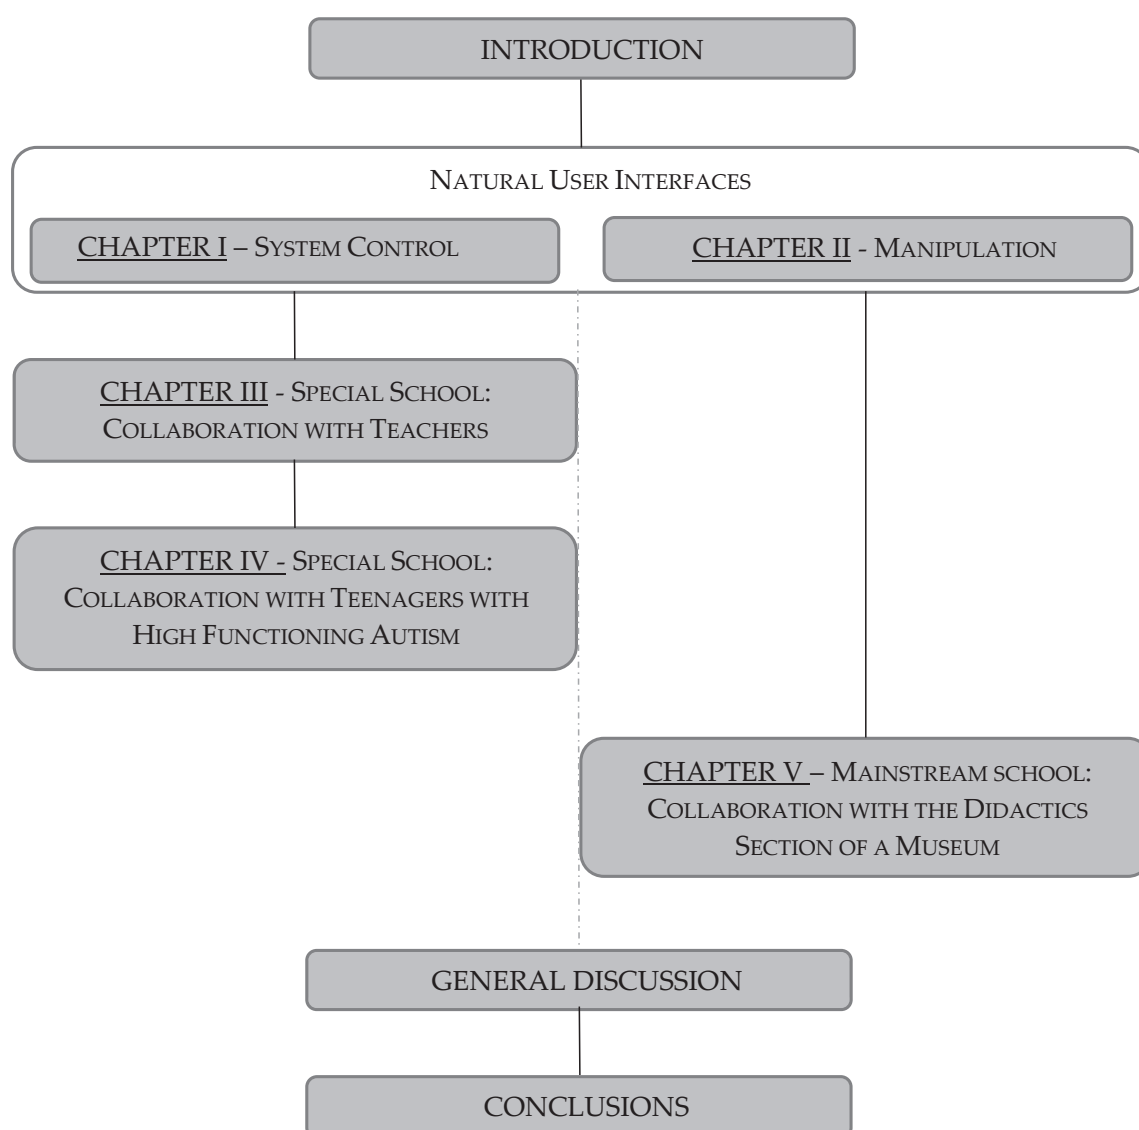 INTRODUCTION
NATURAL USER INTERFACES
CHAPTER I – SYSTEM CONTROL
CHAPTER II - MANIPULATION
CHAPTER III - SPECIAL SCHOOL:
COLLABORATION WITH TEACHERS
CHAPTER IV - SPECIAL SCHOOL:
COLLABORATION WITH TEENAGERS WITH
HIGH FUNCTIONING AUTISM
CHAPTER V – MAINSTREAM SCHOOL:
COLLABORATION WITH THE DIDACTICS
SECTION OF A MUSEUM
GENERAL DISCUSSION
CONCLUSIONS